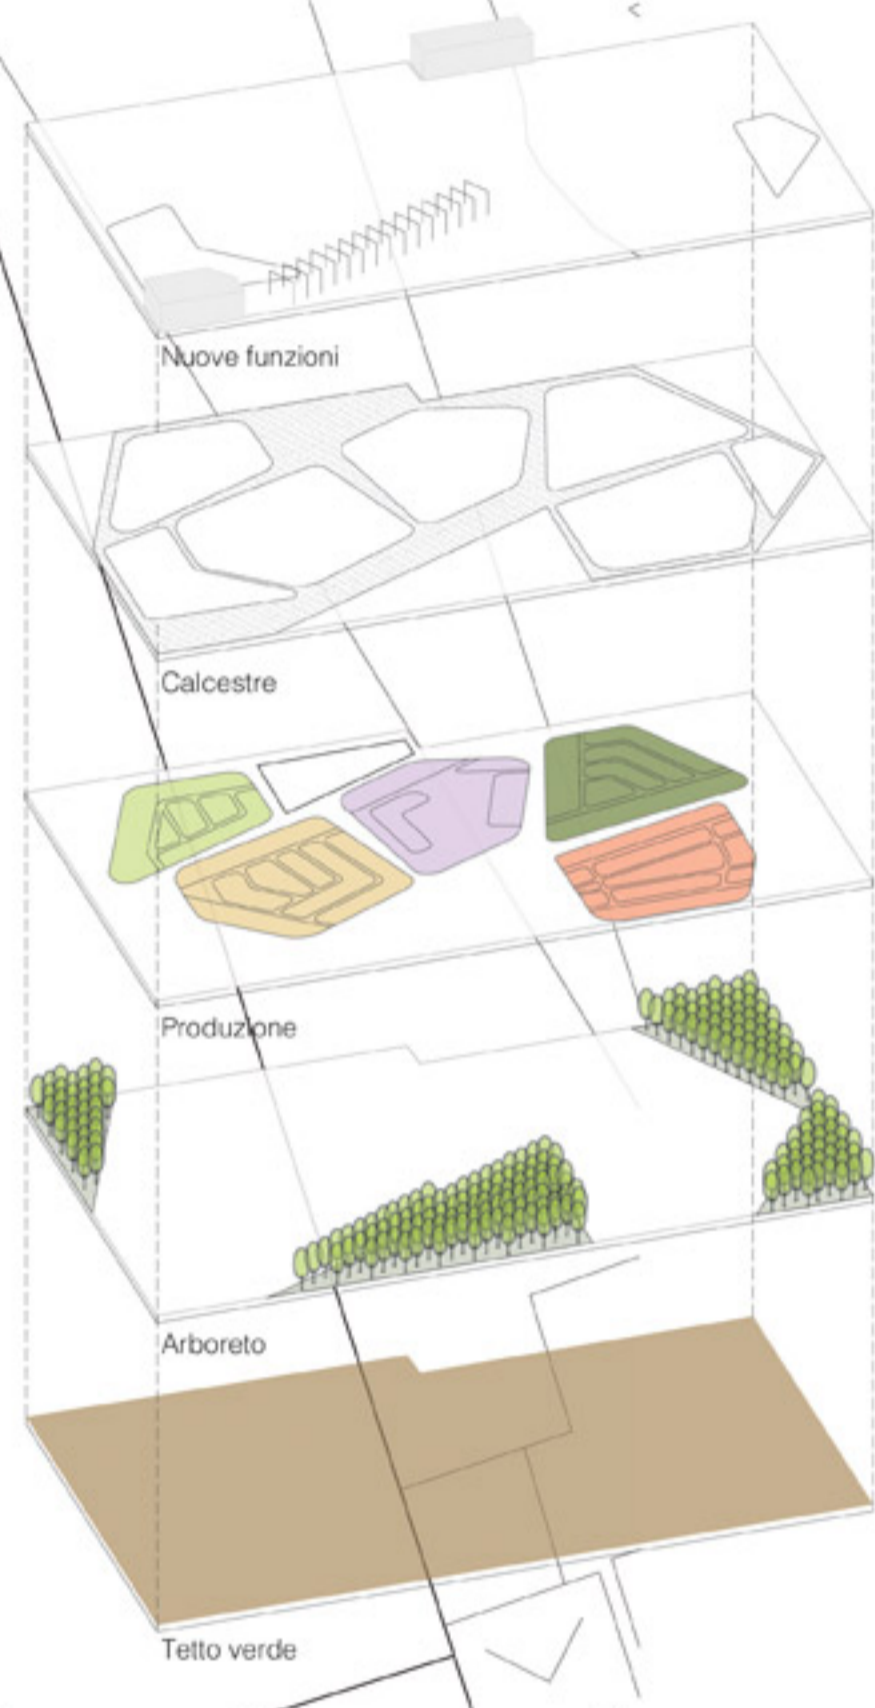 Nuove funzioni
Calcestre
Produzione
Arboreto
Tetto verde